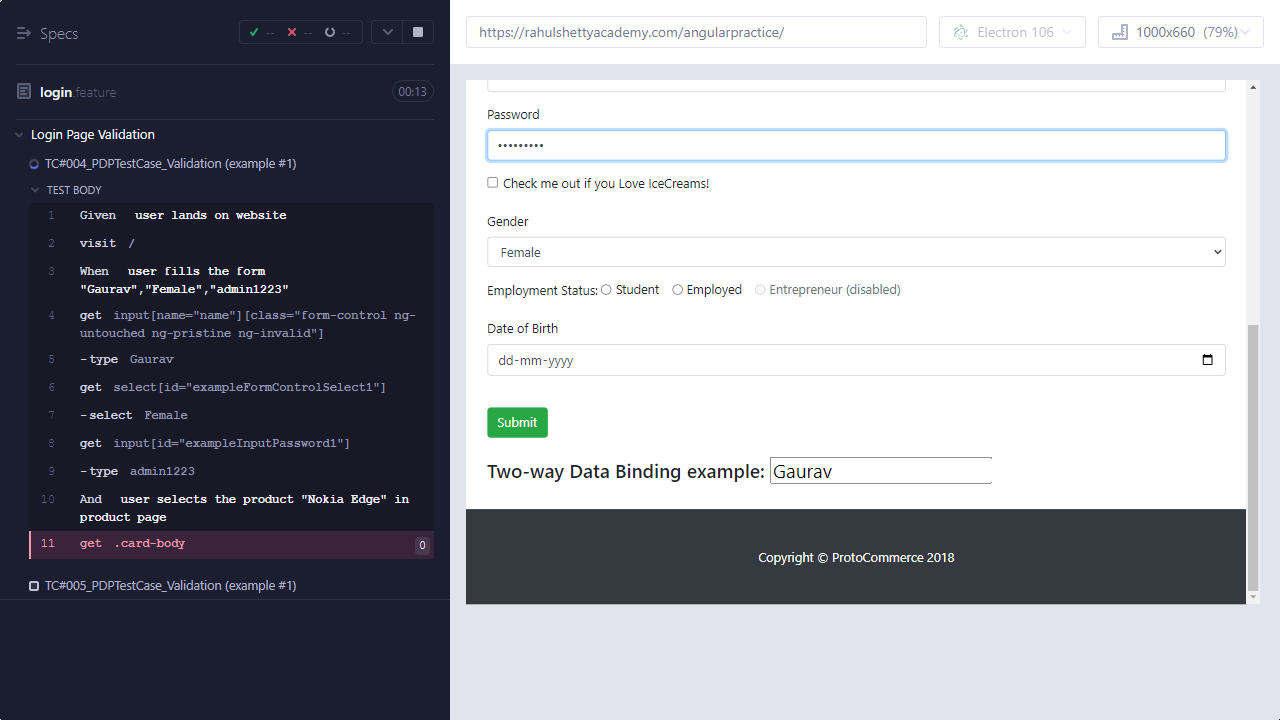 Specs
-- -- --
https://rahulshettyacademy.com/angularpractice/
Electron 106
1000x660 (79%)
login.feature
00:13
Login Page Validation
TC#004_PDPTestCase_Validation (example #1)
TEST BODY
1 Given user lands on website
2 visit /
3 When user fills the form
"Gaurav","Female","admin1223"
4 get input[name="name"][class="form-control ng-
untouched ng-pristine ng-invalid"]
5 -type Gaurav
6 get select[id="exampleFormControlSelect1"]
7 -select Female
8 get input[id="exampleInputPassword1"]
9 -type admin1223
10 And user selects the product "Nokia Edge" in
product page
11 get .card-body 0
TC#005_PDPTestCase_Validation (example #1)
Password
•••••••••
Check me out if you Love IceCreams!
Gender
Female
Employment Status: Student Employed Entrepreneur (disabled)
Date of Birth
dd-mm-yyyy
Submit
Two-way Data Binding example: Gaurav
Copyright © ProtoCommerce 2018